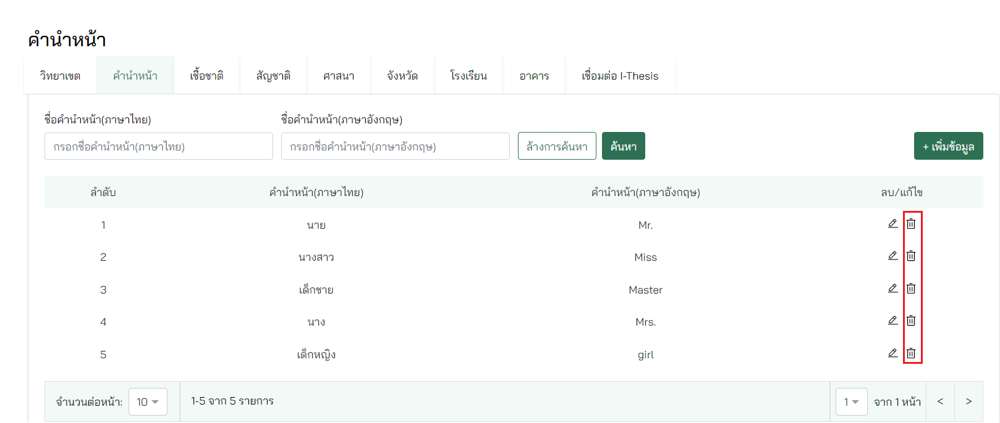 คำนำหน้า
วิทยาเขต คำนำหน้า เชื้อชาติ สัญชาติ ศาสนา จังหวัด โรงเรียน อาคาร เชื่อมต่อ I-Thesis
ชื่อคำนำหน้า(ภาษาไทย) ชื่อคำนำหน้า(ภาษาอังกฤษ)
กรอกชื่อคำนำหน้า(ภาษาไทย) กรอกชื่อคำนำหน้า(ภาษาอังกฤษ) ล้างการค้นหา ค้นหา + เพิ่มข้อมูล
ลำดับ คำนำหน้า(ภาษาไทย) คำนำหน้า(ภาษาอังกฤษ) ลบ/แก้ไข
1 นาย Mr.
2 นางสาว Miss
3 เด็กชาย Master
4 นาง Mrs.
5 เด็กหญิง girl
จำนวนต่อหน้า: 10 1-5 จาก 5 รายการ 1 จาก 1 หน้า < >